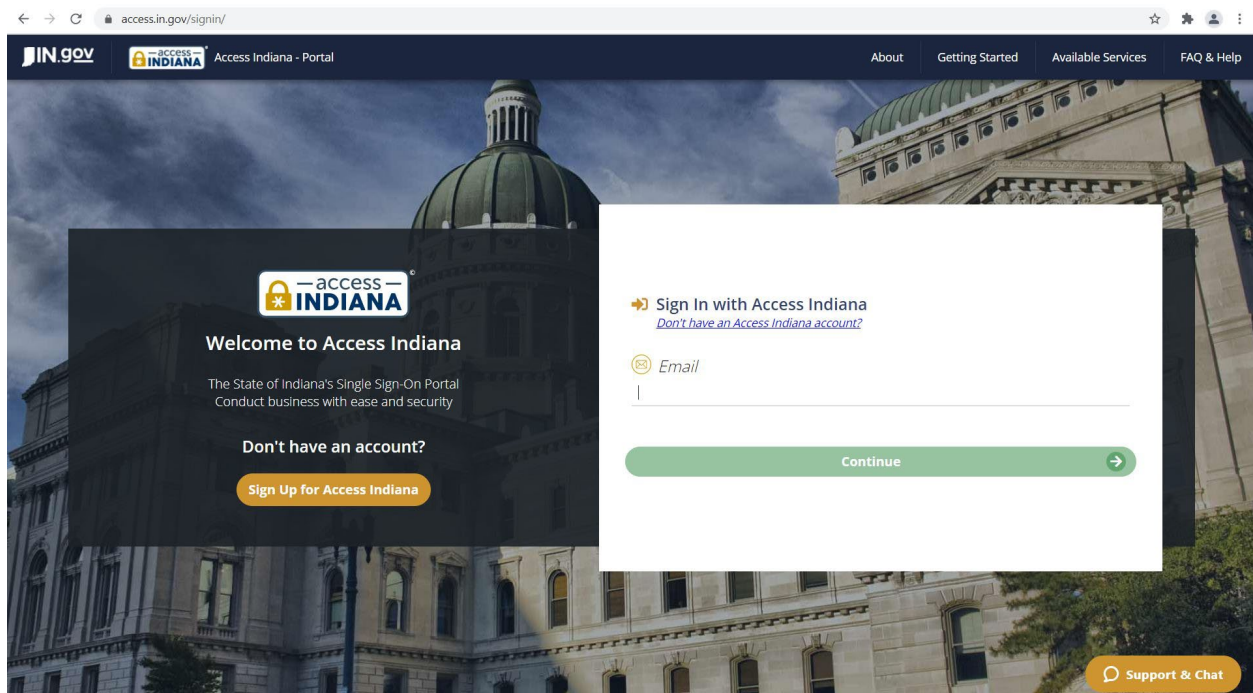 access.in.gov/signin/
IN.gov
access INDIANA
Access Indiana - Portal
About
Getting Started
Available Services
FAQ & Help
access
INDIANA
Welcome to Access Indiana
The State of Indiana's Single Sign-On Portal
Conduct business with ease and security
Don't have an account?
Sign Up for Access Indiana
Sign In with Access Indiana
Don't have an Access Indiana account?
Email
Continue
Support & Chat